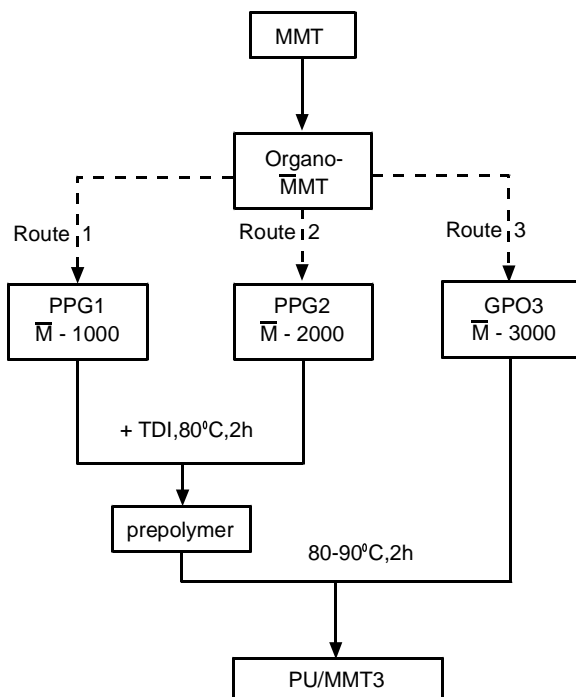 MMT
Organo-
M̅MT
Route 1
Route 2
Route 3
PPG1
M̅ - 1000
PPG2
M̅ - 2000
GPO3
M̅ - 3000
+ TDI,80⁰C,2h
prepolymer
80-90⁰C,2h
PU/MMT3